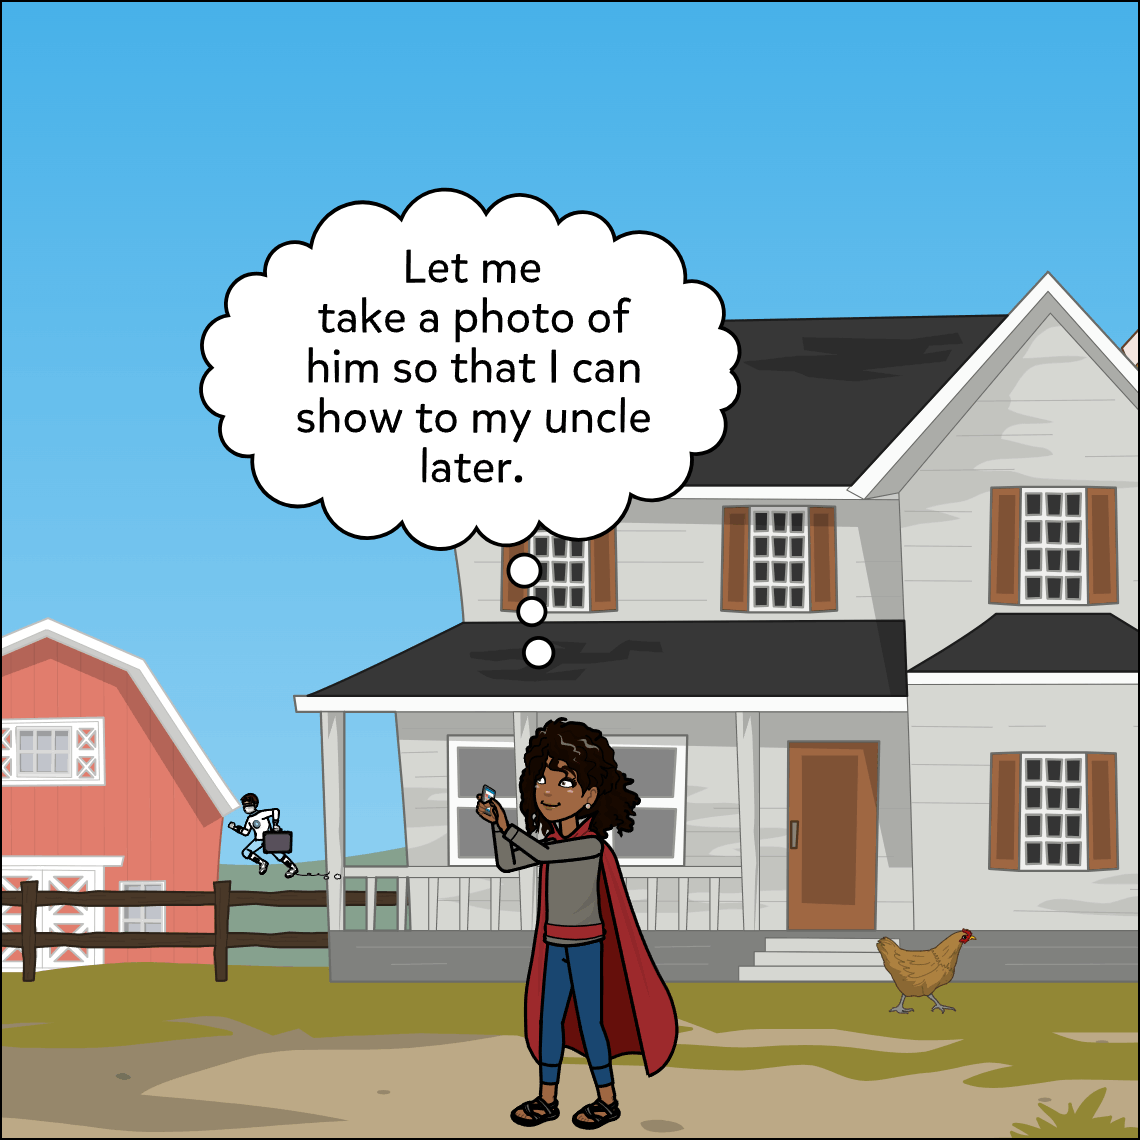 Let me
take a photo of
him so that I can
show to my uncle
later.